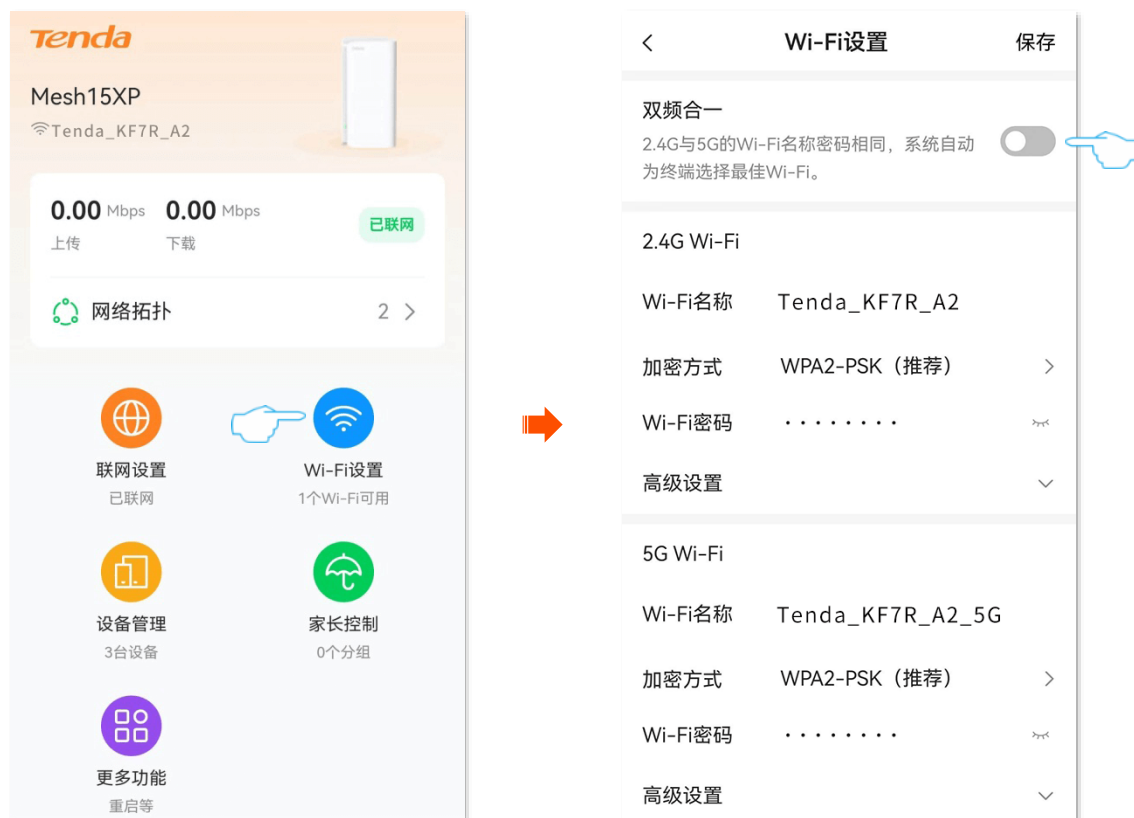 Tenda
Mesh15XP
Tenda_KF7R_A2
0.00 Mbps 0.00 Mbps
上传 下载
已联网
网络拓扑 2
联网设置
已联网
Wi-Fi设置
1个Wi-Fi可用
设备管理
3台设备
家长控制
0个分组
更多功能
重启等
Wi-Fi设置 保存
双频合一
2.4G与5G的Wi-Fi名称密码相同，系统自动
为终端选择最佳Wi-Fi。
2.4G Wi-Fi
Wi-Fi名称 Tenda_KF7R_A2
加密方式 WPA2-PSK（推荐）
Wi-Fi密码 ········
高级设置
5G Wi-Fi
Wi-Fi名称 Tenda_KF7R_A2_5G
加密方式 WPA2-PSK（推荐）
Wi-Fi密码 ········
高级设置